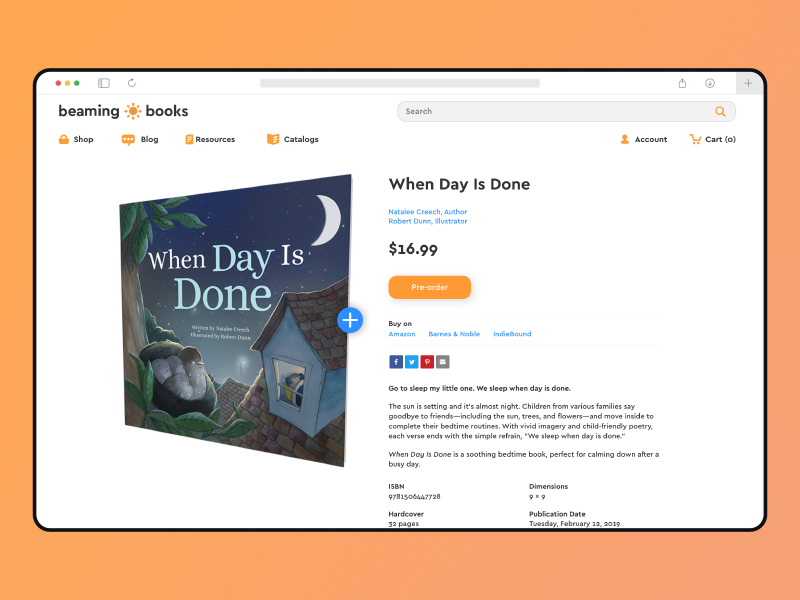 beaming books
Search
Shop
Blog
Resources
Catalogs
Account
Cart (0)
When Day Is
Done
Written by Natalee Creech
Illustrated by Robert Dunn
When Day Is Done
Natalee Creech, Author
Robert Dunn, Illustrator
$16.99
Pre-order
Buy on
Amazon
Barnes & Noble
IndieBound
Go to sleep my little one. We sleep when day is done.
The sun is setting and it's almost night. Children from various families say
goodbye to friends—including the sun, trees, and flowers—and move inside to
complete their bedtime routines. With vivid imagery and child-friendly poetry,
each verse ends with the simple refrain, "We sleep when day is done."
When Day Is Done is a soothing bedtime book, perfect for calming down after a
busy day.
ISBN
9781506447728
Dimensions
9 × 9
Hardcover
32 pages
Publication Date
Tuesday, February 12, 2019